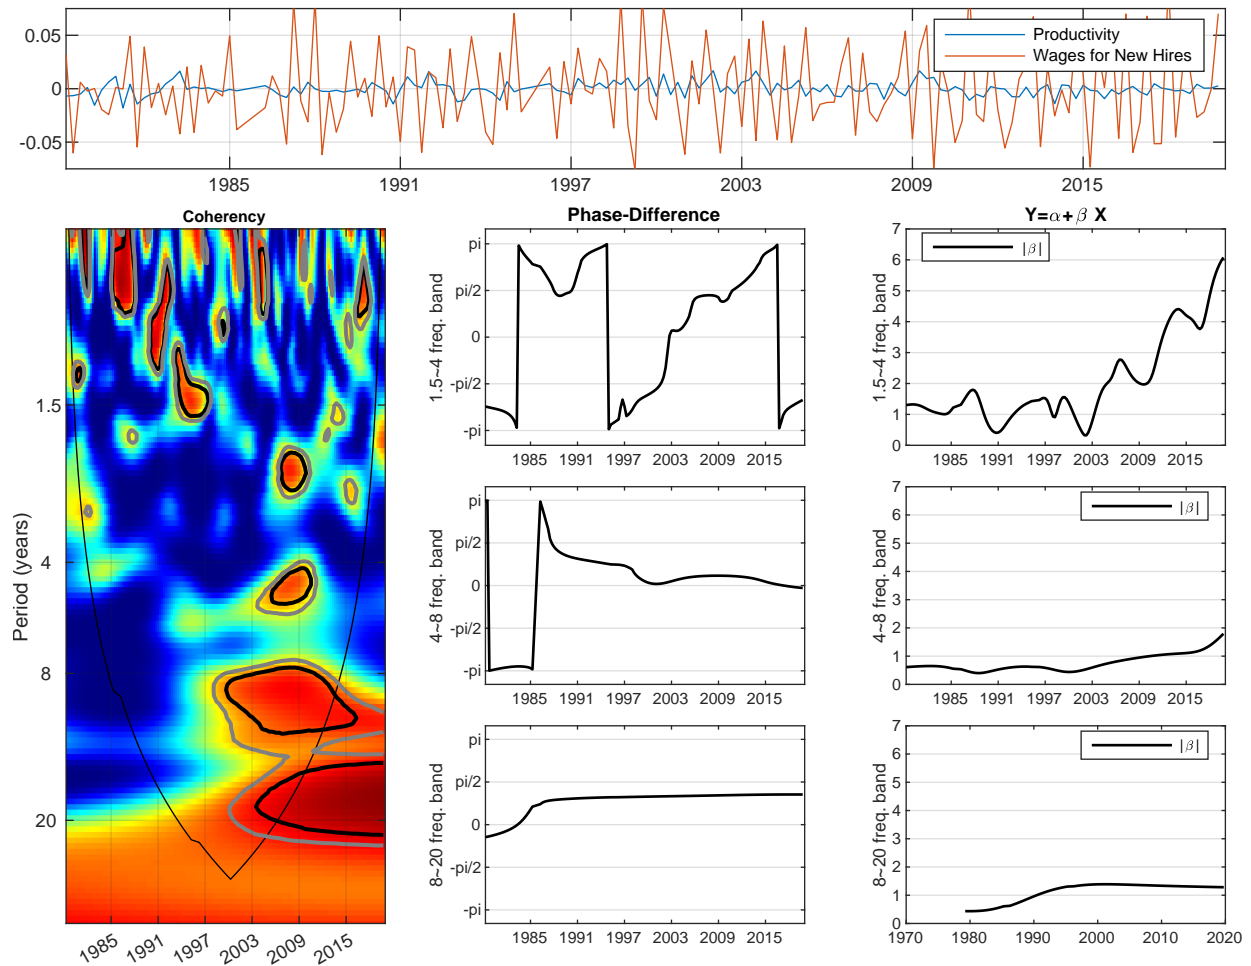 0.05
0
-0.05
Productivity
Wages for New Hires
1985 1991 1997 2003 2009 2015
Coherency
Period (years)
1.5
4
8
20
1985 1991 1997 2003 2009 2015
Phase-Difference
1.5~4 freq. band
pi
pi/2
0
-pi/2
-pi
1985 1991 1997 2003 2009 2015
4~8 freq. band
pi
pi/2
0
-pi/2
-pi
1985 1991 1997 2003 2009 2015
8~20 freq. band
pi
pi/2
0
-pi/2
-pi
1985 1991 1997 2003 2009 2015
Y=α+β X
1.5~4 freq. band
7
6
5
4
3
2
1
0
|β|
1985 1991 1997 2003 2009 2015
4~8 freq. band
7
6
5
4
3
2
1
0
|β|
1985 1991 1997 2003 2009 2015
8~20 freq. band
7
6
5
4
3
2
1
0
|β|
1970 1980 1990 2000 2010 2020